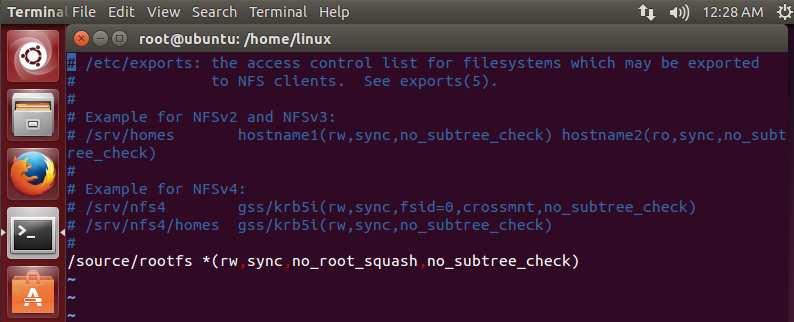 Terminal File Edit View Search Terminal Help 12:28 AM
root@ubuntu: /home/linux
# /etc/exports: the access control list for filesystems which may be exported
#               to NFS clients.  See exports(5).
#
# Example for NFSv2 and NFSv3:
# /srv/homes       hostname1(rw,sync,no_subtree_check) hostname2(ro,sync,no_subt
ree_check)
#
# Example for NFSv4:
# /srv/nfs4        gss/krb5i(rw,sync,fsid=0,crossmnt,no_subtree_check)
# /srv/nfs4/homes  gss/krb5i(rw,sync,no_subtree_check)
#
/source/rootfs *(rw,sync,no_root_squash,no_subtree_check)
~
~
~